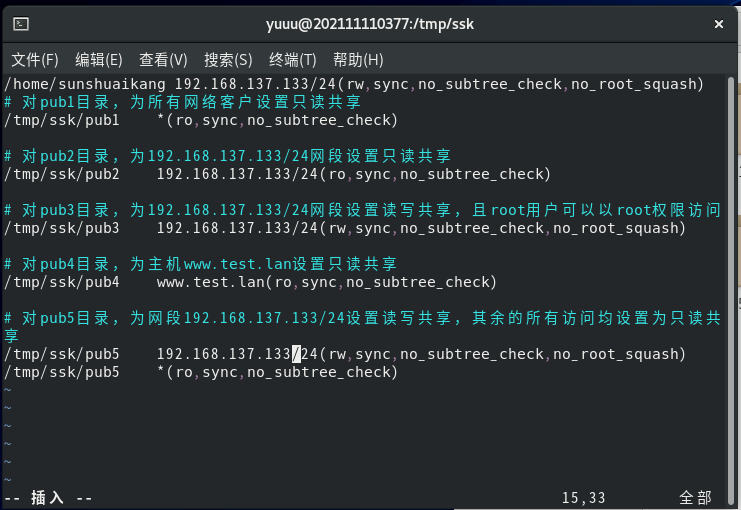 yuuu@202111110377:/tmp/ssk
文件(F) 编辑(E) 查看(V) 搜索(S) 终端(T) 帮助(H)
/home/sunshuaikang 192.168.137.133/24(rw,sync,no_subtree_check,no_root_squash)
# 对pub1目录，为所有网络客户设置只读共享
/tmp/ssk/pub1    *(ro,sync,no_subtree_check)
# 对pub2目录，为192.168.137.133/24网段设置只读共享
/tmp/ssk/pub2    192.168.137.133/24(ro,sync,no_subtree_check)
# 对pub3目录，为192.168.137.133/24网段设置读写共享，且root用户可以以root权限访问
/tmp/ssk/pub3    192.168.137.133/24(rw,sync,no_subtree_check,no_root_squash)
# 对pub4目录，为主机www.test.lan设置只读共享
/tmp/ssk/pub4    www.test.lan(ro,sync,no_subtree_check)
# 对pub5目录，为网段192.168.137.133/24设置读写共享，其余的所有访问均设置为只读共
享
/tmp/ssk/pub5    192.168.137.133/24(rw,sync,no_subtree_check,no_root_squash)
/tmp/ssk/pub5    *(ro,sync,no_subtree_check)
~
~
~
~
~
~
-- 插入 -- 15,33 全部